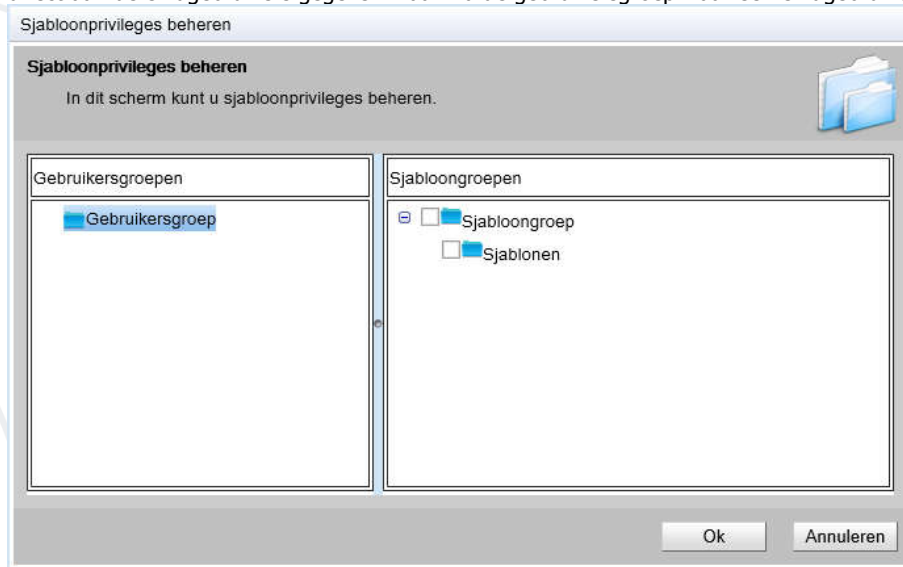 Sjabloonprivileges beheren
Sjabloonprivileges beheren
In dit scherm kunt u sjabloonprivileges beheren.
Gebruikersgroepen
Sjabloongroepen
Gebruikersgroep
Sjabloongroep
Sjablonen
Ok
Annuleren